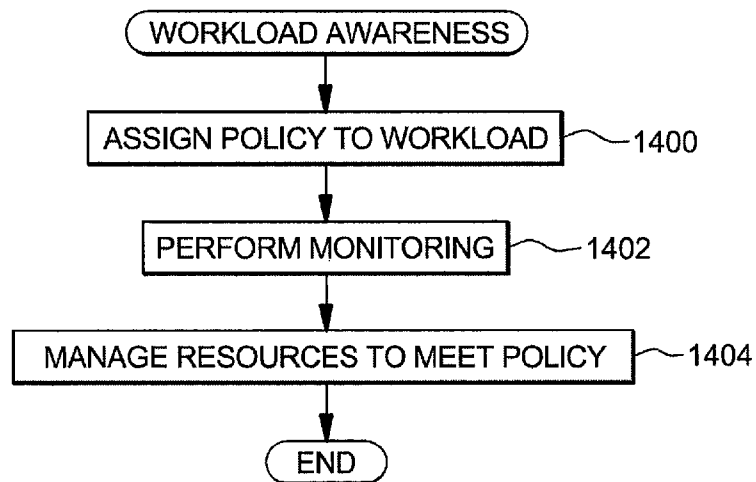 WORKLOAD AWARENESS
ASSIGN POLICY TO WORKLOAD
1400
PERFORM MONITORING
1402
MANAGE RESOURCES TO MEET POLICY
1404
END